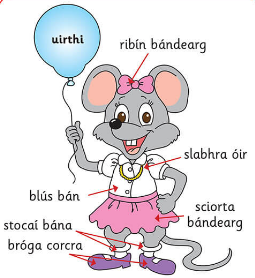 uirthi
ribín bándearg
slabhra óir
blús bán
sciorta
bándearg
stocaí bána
bróga corcra